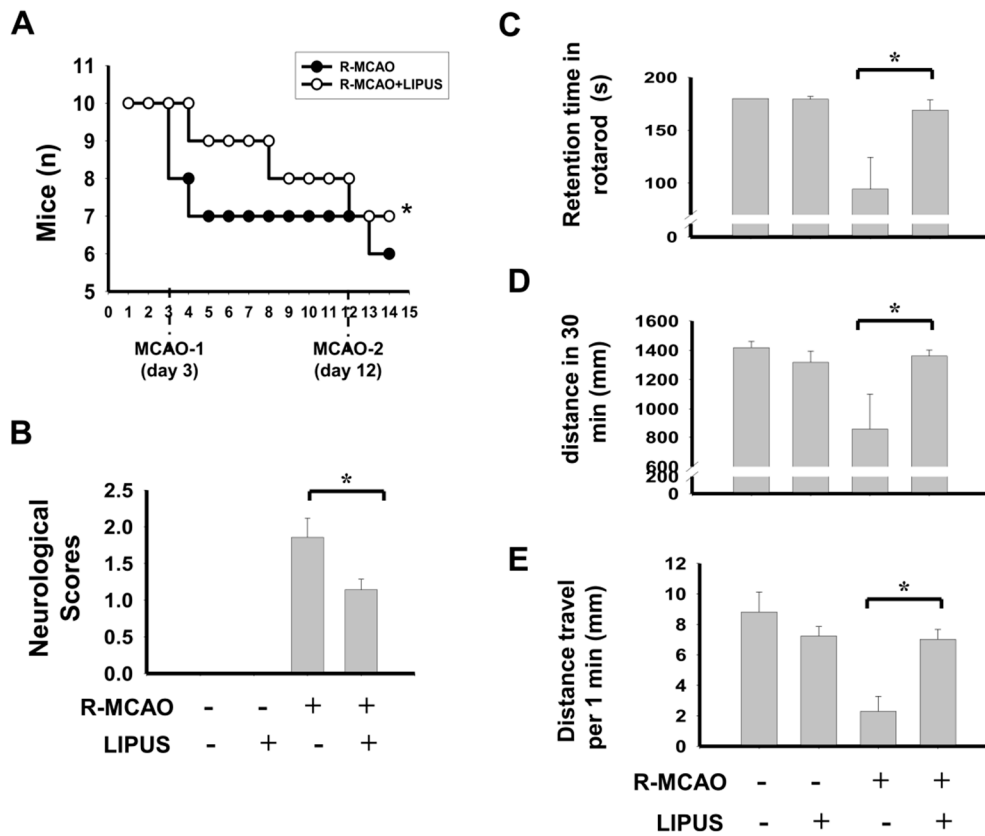 A
R-MCAO
R-MCAO+LIPUS
Mice (n)
10
9
8
7
6
5
*
0 1 2 3 4 5 6 7 8 9 10 11 12 13 14 15
MCAO-1
(day 3)
MCAO-2
(day 12)
B
Neurological
Scores
2.5
2.0
1.5
1.0
0.5
0.0
*
R-MCAO - - + +
LIPUS - + - +
C
Retention time in
rotarod (s)
200
150
100
0
*
D
distance in 30
min (mm)
1600
1400
1200
1000
800
600
200
0
*
E
Distance travel
per 1 min (mm)
12
10
8
6
4
2
0
*
R-MCAO - - + +
LIPUS - + - +